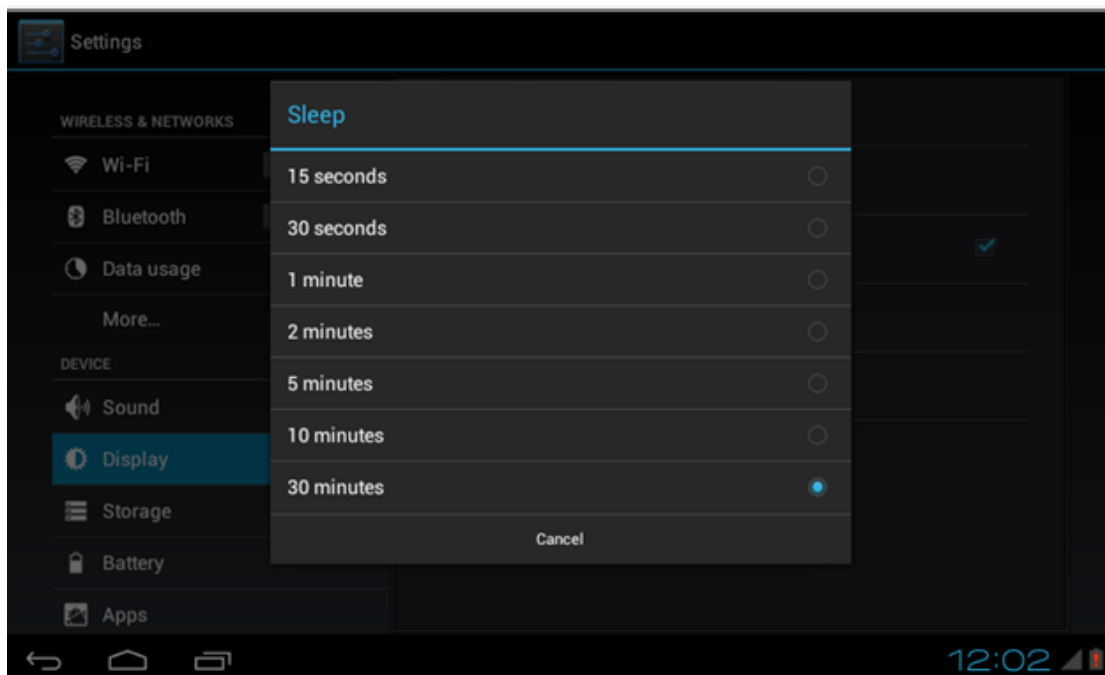 Settings
WIRELESS & NETWORKS
Wi-Fi
Bluetooth
Data usage
More...
DEVICE
Sound
Display
Storage
Battery
Apps
Sleep
15 seconds
30 seconds
1 minute
2 minutes
5 minutes
10 minutes
30 minutes
Cancel
12:02